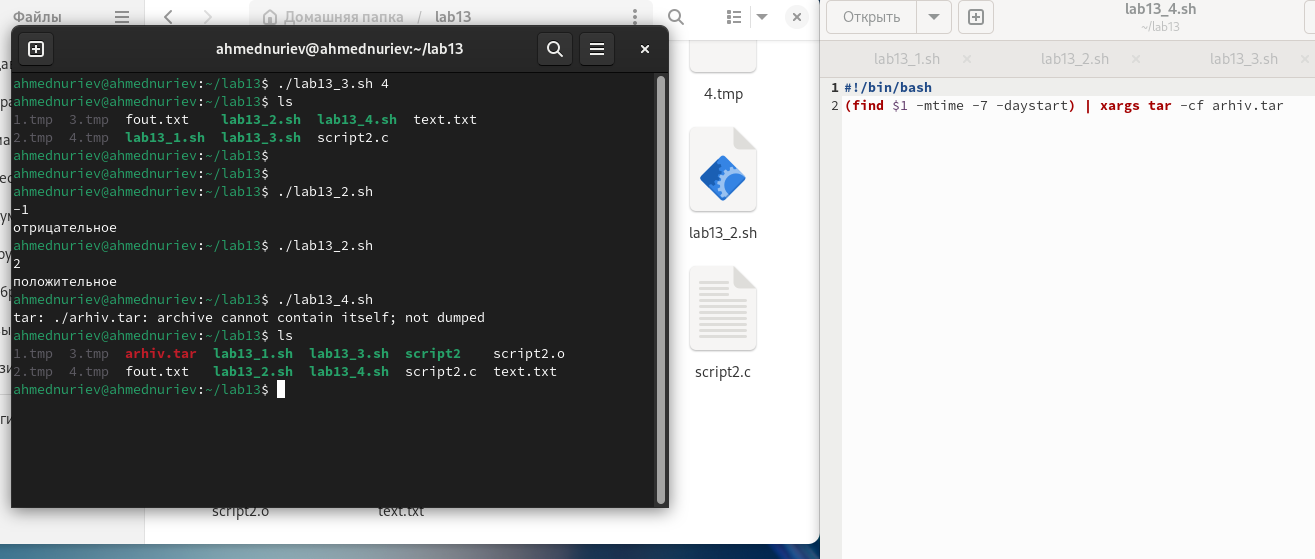 Файлы
Домашняя папка / lab13
Открыть
lab13_4.sh
~/lab13
lab13_1.sh
lab13_2.sh
lab13_3.sh
1 #!/bin/bash
2 (find $1 -mtime -7 -daystart) | xargs tar -cf arhiv.tar
ahmednuriev@ahmednuriev:~/lab13
ahmednuriev@ahmednuriev:~/lab13$ ./lab13_3.sh 4
ahmednuriev@ahmednuriev:~/lab13$ ls
1.tmp 3.tmp fout.txt lab13_2.sh lab13_4.sh text.txt
2.tmp 4.tmp lab13_1.sh lab13_3.sh script2.c
ahmednuriev@ahmednuriev:~/lab13$
ahmednuriev@ahmednuriev:~/lab13$
ahmednuriev@ahmednuriev:~/lab13$ ./lab13_2.sh
-1
отрицательное
ahmednuriev@ahmednuriev:~/lab13$ ./lab13_2.sh
2
положительное
ahmednuriev@ahmednuriev:~/lab13$ ./lab13_4.sh
tar: ./arhiv.tar: archive cannot contain itself; not dumped
ahmednuriev@ahmednuriev:~/lab13$ ls
1.tmp 3.tmp arhiv.tar lab13_1.sh lab13_3.sh script2 script2.o
2.tmp 4.tmp fout.txt lab13_2.sh lab13_4.sh script2.c text.txt
ahmednuriev@ahmednuriev:~/lab13$
4.tmp
lab13_2.sh
script2.c
script2.o
text.txt